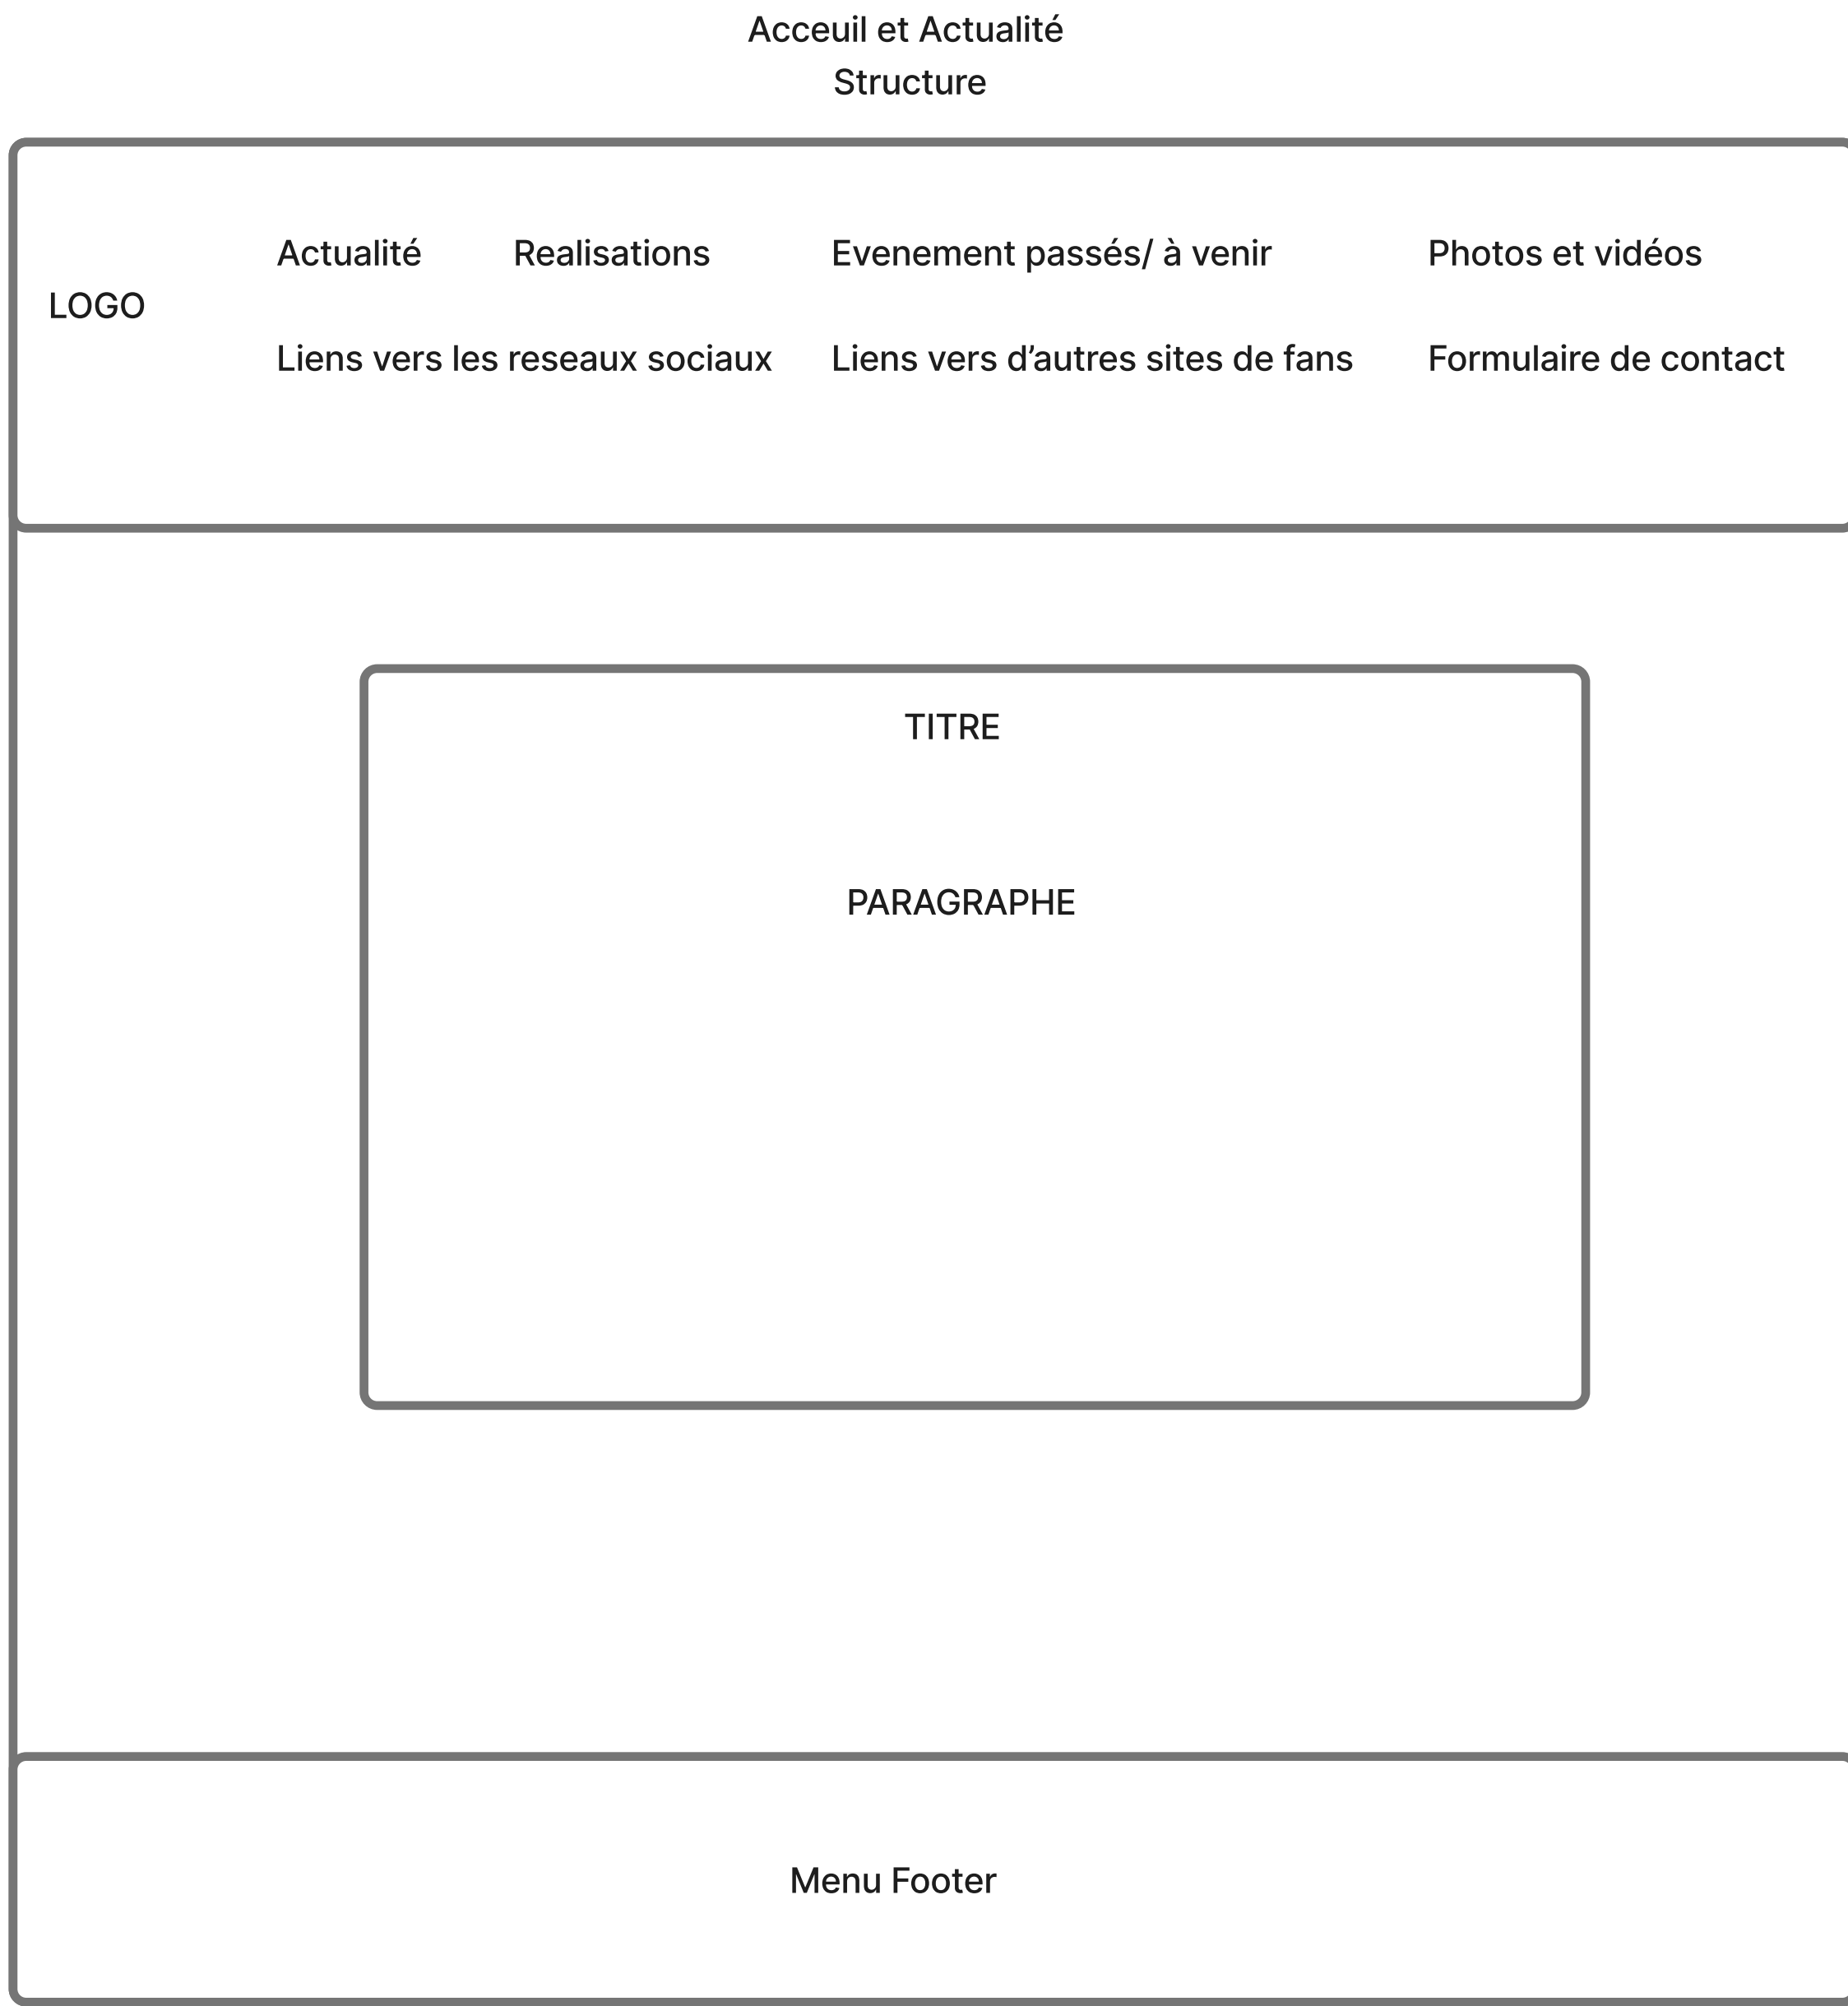 Acceuil et Actualité
Structure
Actualité Realisations Evenement passés/ à venir Photos et vidéos
LOGO
Liens vers les reseaux sociaux Liens vers d’autres sites de fans Formulaire de contact
TITRE
PARAGRAPHE
Menu Footer